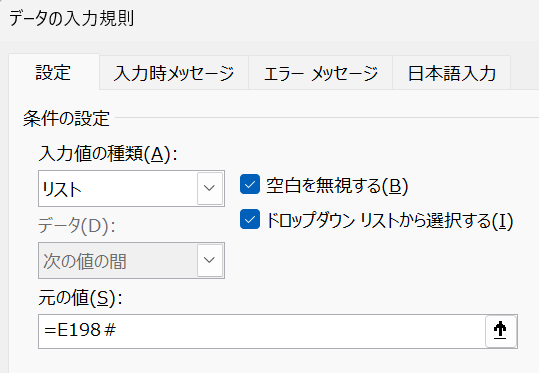 データの入力規則
設定 入力時メッセージ エラー メッセージ 日本語入力
条件の設定
入力値の種類(A):
リスト 空白を無視する(B)
データ(D): ドロップダウン リストから選択する(I)
次の値の間
元の値(S):
=E198#